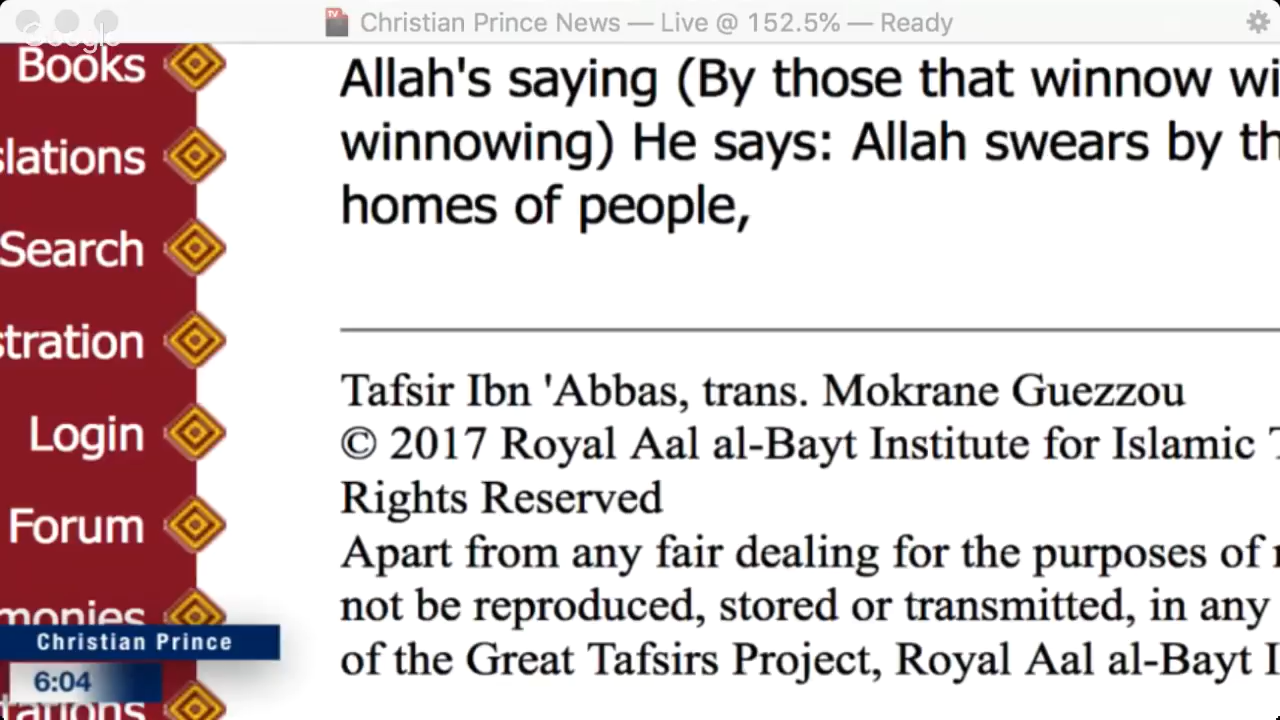 Christian Prince News — Live @ 152.5% — Ready
Google
Books
slations
Search
stration
Login
Forum
monies
Allah's saying (By those that winnow wi
winnowing) He says: Allah swears by th
homes of people,
Tafsir Ibn 'Abbas, trans. Mokrane Guezzou
© 2017 Royal Aal al-Bayt Institute for Islamic T
Rights Reserved
Apart from any fair dealing for the purposes of r
not be reproduced, stored or transmitted, in any
of the Great Tafsirs Project, Royal Aal al-Bayt I
Christian Prince
6:04